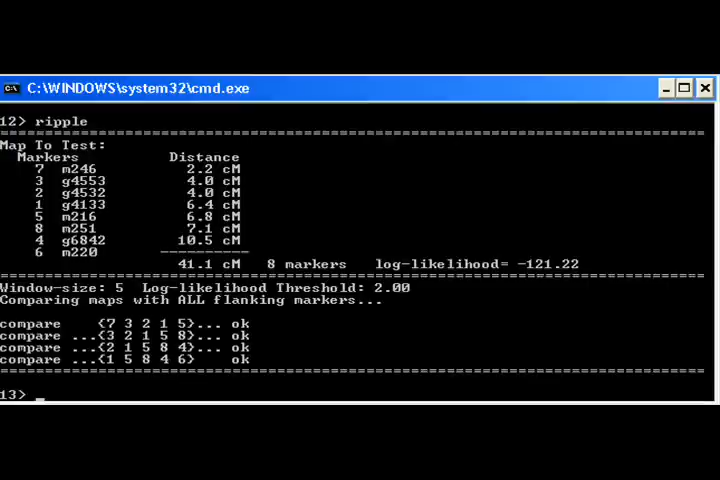 C:\WINDOWS\system32\cmd.exe
12> ripple
===============================================================================
Map To Test:
Markers Distance
7 m246 2.2 cM
3 g4553 4.0 cM
2 g4532 4.0 cM
1 g4133 6.4 cM
5 m216 6.8 cM
8 m251 7.1 cM
4 g6842 10.5 cM
6 m220 ----------
41.1 cM 8 markers log-likelihood= -121.22
===============================================================================
Window-size: 5 Log-likelihood Threshold: 2.00
Comparing maps with ALL flanking markers...
compare {7 3 2 1 5}... ok
compare ...{3 2 1 5 8}... ok
compare ...{2 1 5 8 4}... ok
compare ...{1 5 8 4 6} ok
===============================================================================
13> _